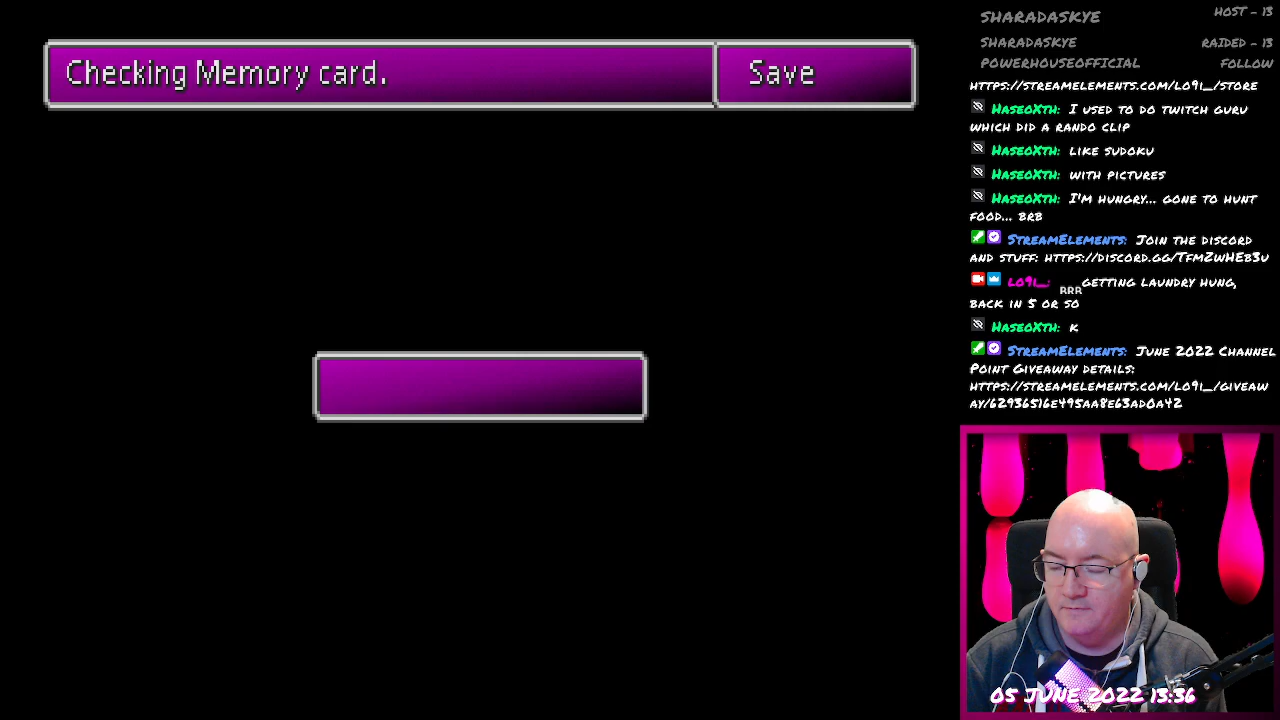 Checking Memory card.
Save
SHARADASKYE
HOST - 13
SHARADASKYE
RAIDED - 13
POWERHOUSEOFFICIAL
FOLLOW
HTTPS://STREAMELEMENTS.COM/LO9I_/STORE
HASEOXTH: I USED TO DO TWITCH GURU
WHICH DID A RANDO CLIP
HASEOXTH: LIKE SUDOKU
HASEOXTH: WITH PICTURES
HASEOXTH: I'M HUNGRY... GONE TO HUNT
FOOD... BRB
STREAMELEMENTS: JOIN THE DISCORD
AND STUFF: HTTPS://DISCORD.GG/TFMZWHE83U
LO9I_: BRB GETTING LAUNDRY HUNG,
BACK IN 5 OR SO
HASEOXTH: K
STREAMELEMENTS: JUNE 2022 CHANNEL
POINT GIVEAWAY DETAILS:
HTTPS://STREAMELEMENTS.COM/LO9I_/GIVEAW
AY/62936516E495AA8E63AD0A42
05 JUNE 2022 13:36